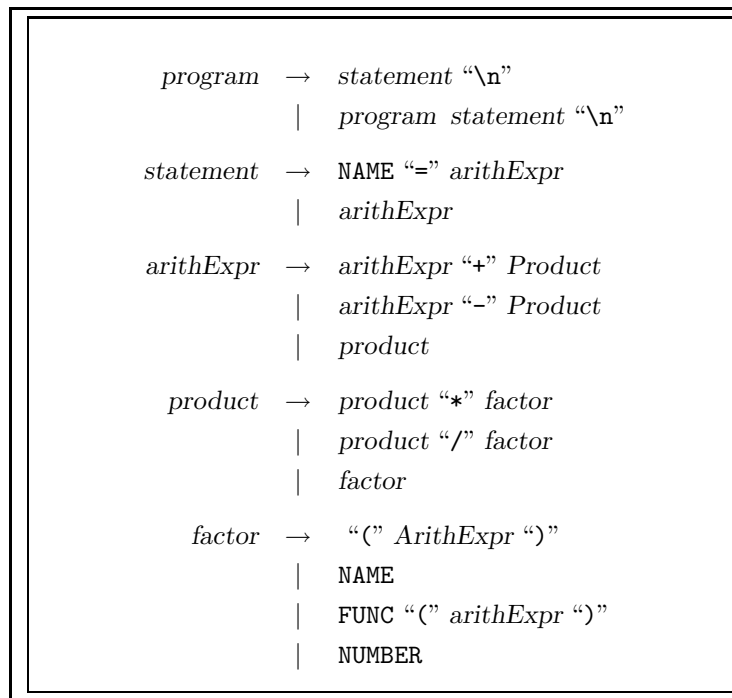 program → statement “\n”
| program statement “\n”
statement → NAME “=” arithExpr
| arithExpr
arithExpr → arithExpr “+” Product
| arithExpr “-” Product
| product
product → product “*” factor
| product “/” factor
| factor
factor → “(” ArithExpr “)”
| NAME
| FUNC “(” arithExpr “)”
| NUMBER